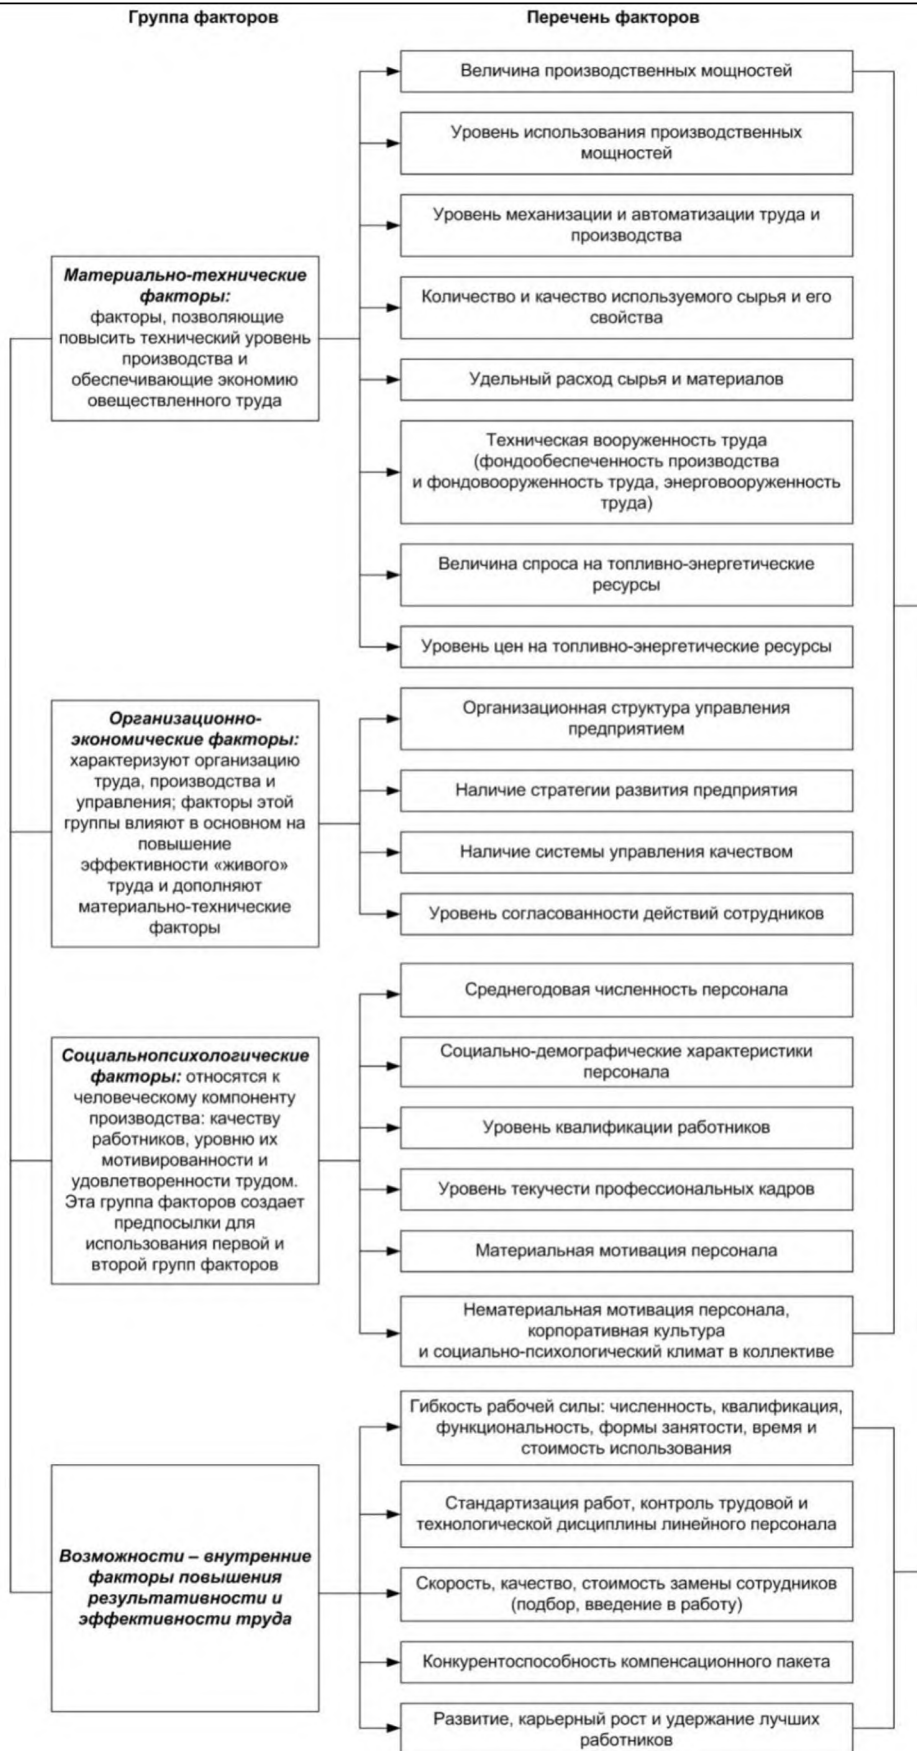 Группа факторов
Перечень факторов
Материально-технические
факторы:
факторы, позволяющие
повысить технический уровень
производства и
обеспечивающие экономию
овеществленного труда
Величина производственных мощностей
Уровень использования производственных
мощностей
Уровень механизации и автоматизации труда и
производства
Количество и качество используемого сырья и его
свойства
Удельный расход сырья и материалов
Техническая вооруженность труда
(фондообеспеченность производства
и фондовооруженность труда, энерговооруженность
труда)
Величина спроса на топливно-энергетические
ресурсы
Уровень цен на топливно-энергетические ресурсы
Организационно-
экономические факторы:
характеризуют организацию
труда, производства и
управления; факторы этой
группы влияют в основном на
повышение
эффективности «живого»
труда и дополняют
материально-технические
факторы
Организационная структура управления
предприятием
Наличие стратегии развития предприятия
Наличие системы управления качеством
Уровень согласованности действий сотрудников
Социальнопсихологические
факторы: относятся к
человеческому компоненту
производства: качеству
работников, уровню их
мотивированности и
удовлетворенности трудом.
Эта группа факторов создает
предпосылки для
использования первой и
второй групп факторов
Среднегодовая численность персонала
Социально-демографические характеристики
персонала
Уровень квалификации работников
Уровень текучести профессиональных кадров
Материальная мотивация персонала
Нематериальная мотивация персонала,
корпоративная культура
и социально-психологический климат в коллективе
Возможности – внутренние
факторы повышения
результативности и
эффективности труда
Гибкость рабочей силы: численность, квалификация,
функциональность, формы занятости, время и
стоимость использования
Стандартизация работ, контроль трудовой и
технологической дисциплины линейного персонала
Скорость, качество, стоимость замены сотрудников
(подбор, введение в работу)
Конкурентоспособность компенсационного пакета
Развитие, карьерный рост и удержание лучших
работников